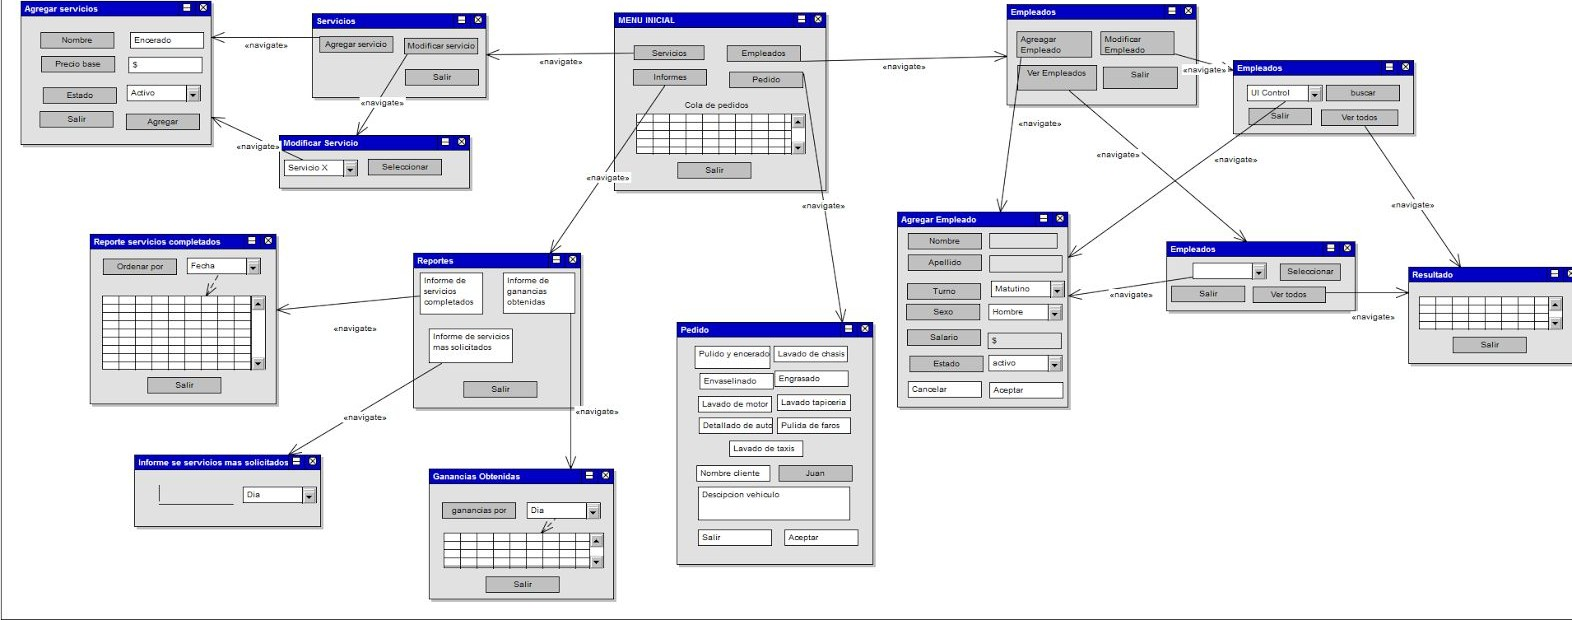 Agregar servicios
Nombre
Encerado
Precio base
$
Estado
Activo
Salir
Agregar
«navigate»
Servicios
Agregar servicio
Modificar servicio
Salir
«navigate»
«navigate»
Modificar Servicio
Servicio X
Seleccionar
«navigate»
MENU INICIAL
Servicios
Empleados
Informes
Pedido
Cola de pedidos
Salir
«navigate»
«navigate»
«navigate»
Empleados
Agreagar
Empleado
Modificar
Empleado
Ver Empleados
Salir
«navigate»
«navigate»
«navigate»
Empleados
UI Control
buscar
Salir
Ver todos
«navigate»
«navigate»
Reporte servicios completados
Ordenar por
Fecha
Salir
«navigate»
Reportes
Informe de
servicios
completados
Informe de
ganancias
obtenidas
Informe de servicios
mas solicitados
Salir
«navigate»
«navigate»
Informe se servicios mas solicitados
Dia
Ganancias Obtenidas
ganancias por
Dia
Salir
Pedido
Pulido y encerado
Lavado de chasis
Envaselinado
Engrasado
Lavado de motor
Lavado tapiceria
Detallado de auto
Pulida de faros
Lavado de taxis
Nombre cliente
Juan
Descipcion vehiculo
Salir
Aceptar
Agregar Empleado
Nombre
Apellido
Turno
Matutino
Sexo
Hombre
Salario
$
Estado
activo
Cancelar
Aceptar
«navigate»
Empleados
Seleccionar
Salir
Ver todos
«navigate»
Resultado
Salir